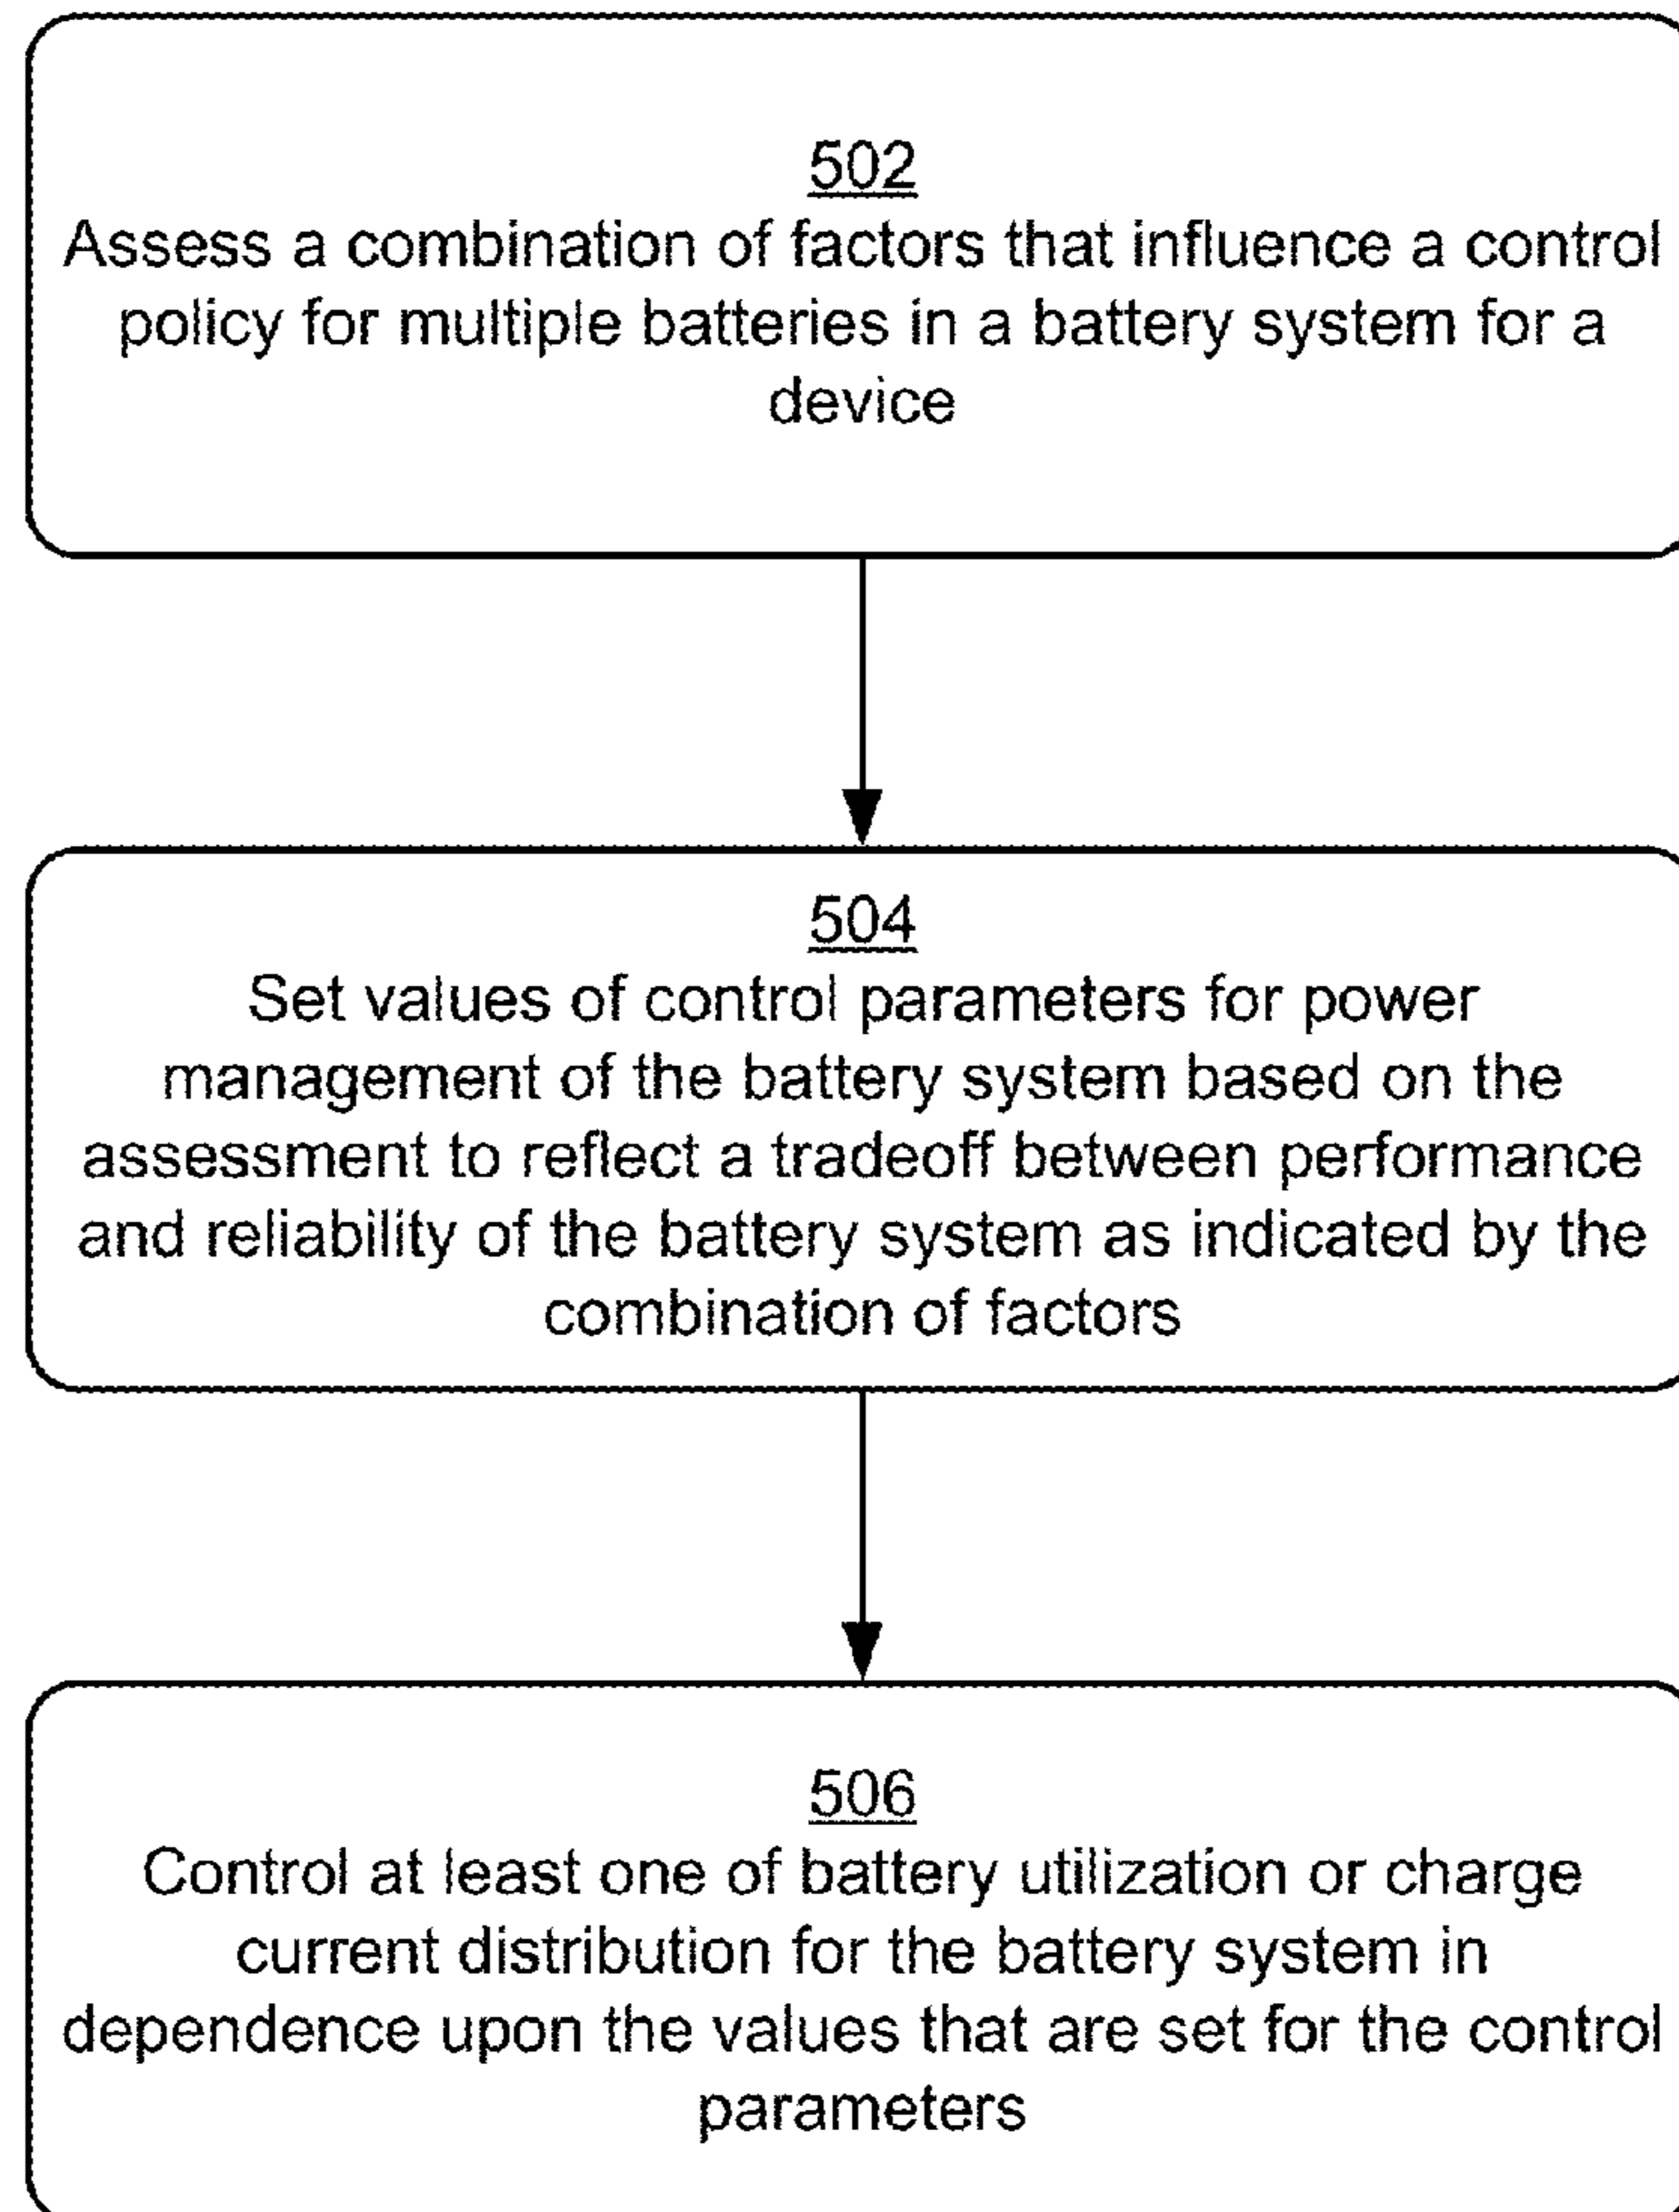 502
Assess a combination of factors that influence a control
policy for multiple batteries in a battery system for a
device
504
Set values of control parameters for power
management of the battery system based on the
assessment to reflect a tradeoff between performance
and reliability of the battery system as indicated by the
combination of factors
506
Control at least one of battery utilization or charge
current distribution for the battery system in
dependence upon the values that are set for the control
parameters